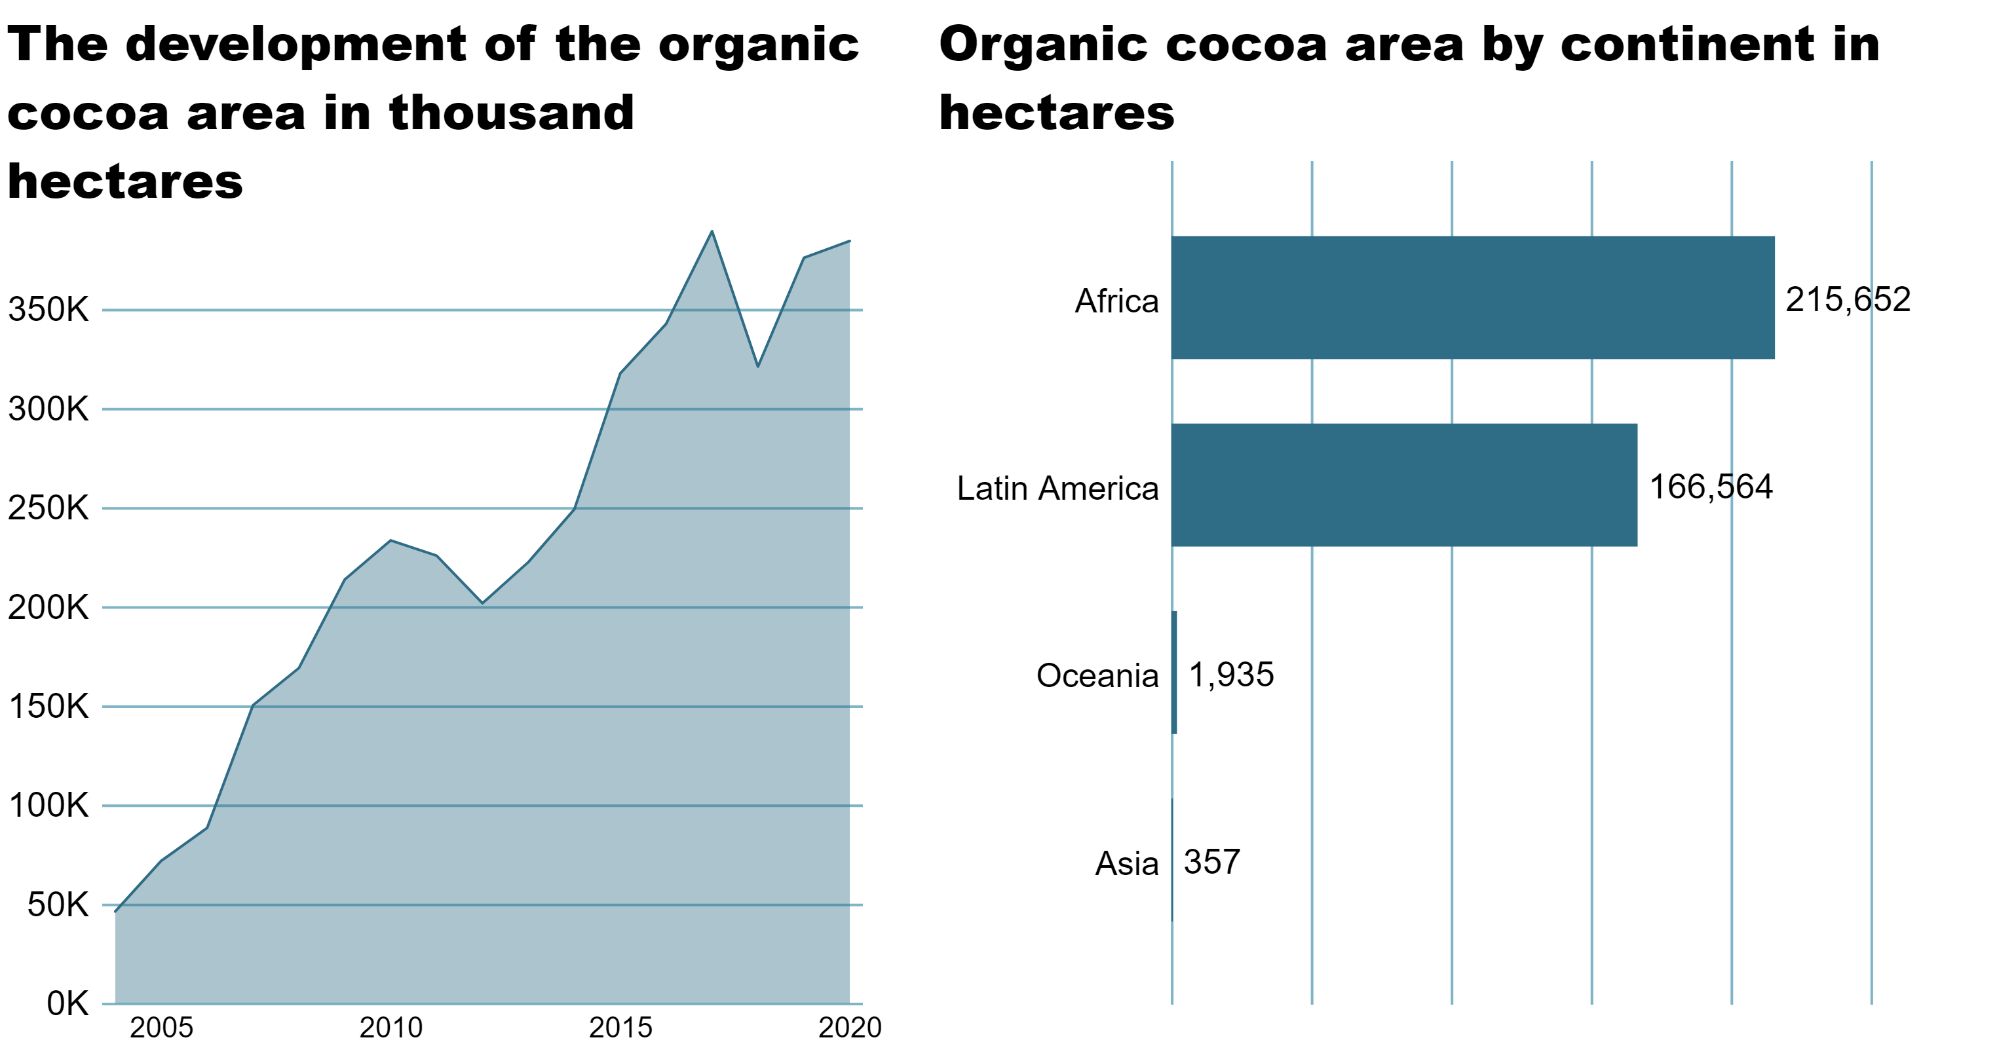 The development of the organic
cocoa area in thousand
hectares
350K
300K
250K
200K
150K
100K
50K
0K
2005 2010 2015 2020
Organic cocoa area by continent in
hectares
Africa 215,652
Latin America 166,564
Oceania 1,935
Asia 357